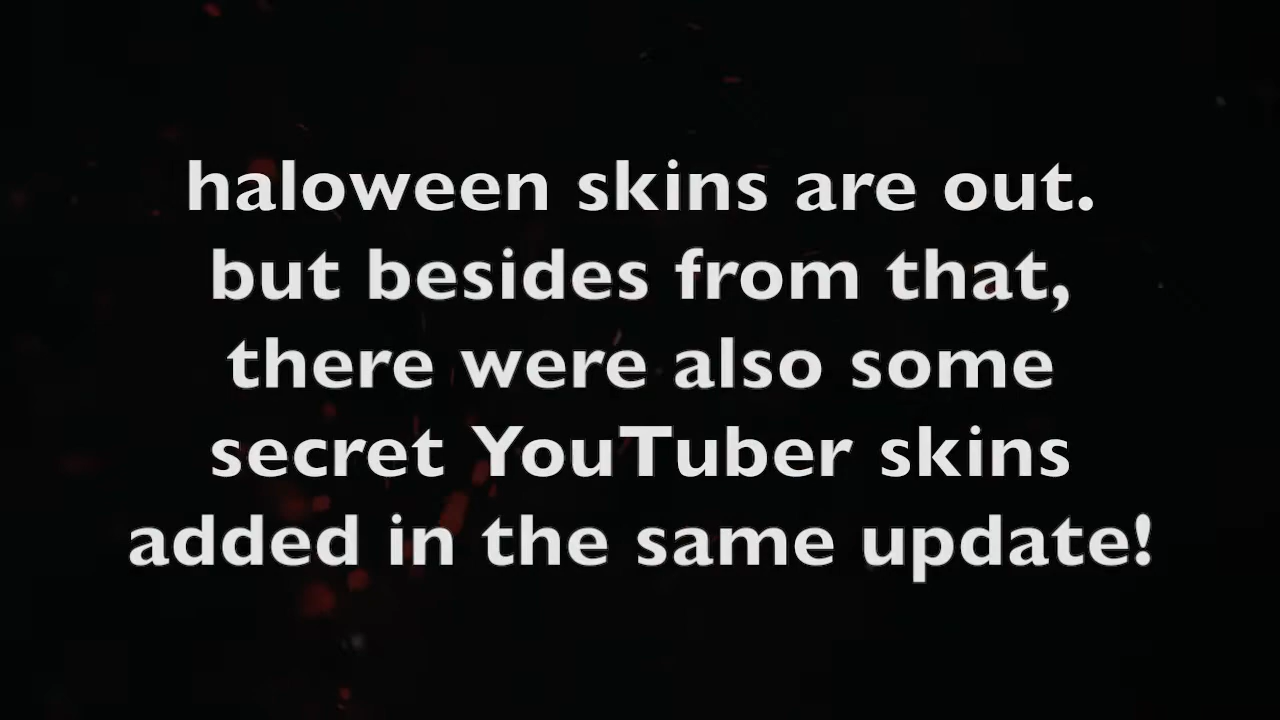 haloween skins are out.
but besides from that,
there were also some
secret YouTuber skins
added in the same update!